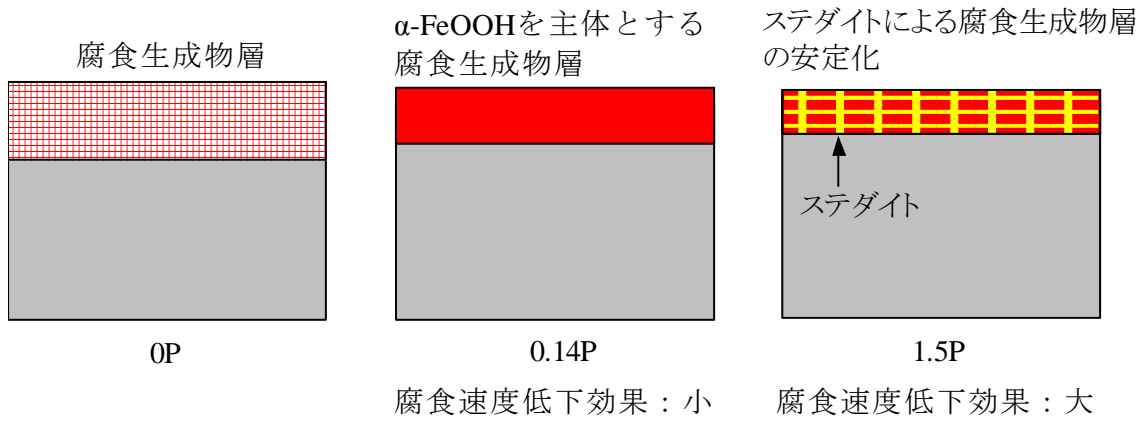 腐食生成物層
α-FeOOHを主体とする
腐食生成物層
ステダイトによる腐食生成物層
の安定化
ステダイト
0P
0.14P
1.5P
腐食速度低下効果：小
腐食速度低下効果：大